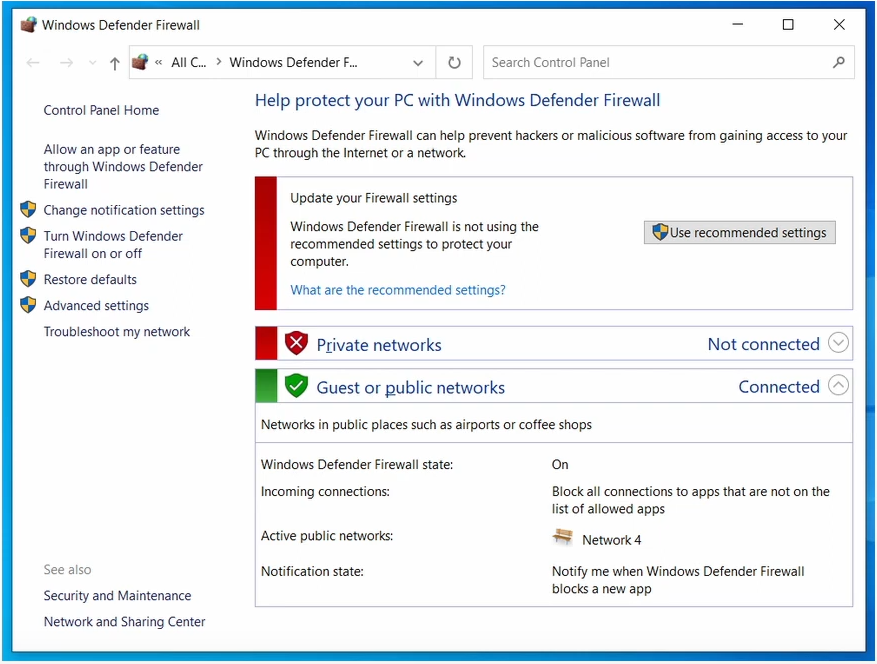 Windows Defender Firewall
« All C... > Windows Defender F...
Search Control Panel
Control Panel Home
Allow an app or feature
through Windows Defender
Firewall
Change notification settings
Turn Windows Defender
Firewall on or off
Restore defaults
Advanced settings
Troubleshoot my network
See also
Security and Maintenance
Network and Sharing Center
Help protect your PC with Windows Defender Firewall
Windows Defender Firewall can help prevent hackers or malicious software from gaining access to your
PC through the Internet or a network.
Update your Firewall settings
Windows Defender Firewall is not using the
recommended settings to protect your
computer.
Use recommended settings
What are the recommended settings?
Private networks Not connected
Guest or public networks Connected
Networks in public places such as airports or coffee shops
Windows Defender Firewall state: On
Incoming connections: Block all connections to apps that are not on the
list of allowed apps
Active public networks: Network 4
Notification state: Notify me when Windows Defender Firewall
blocks a new app